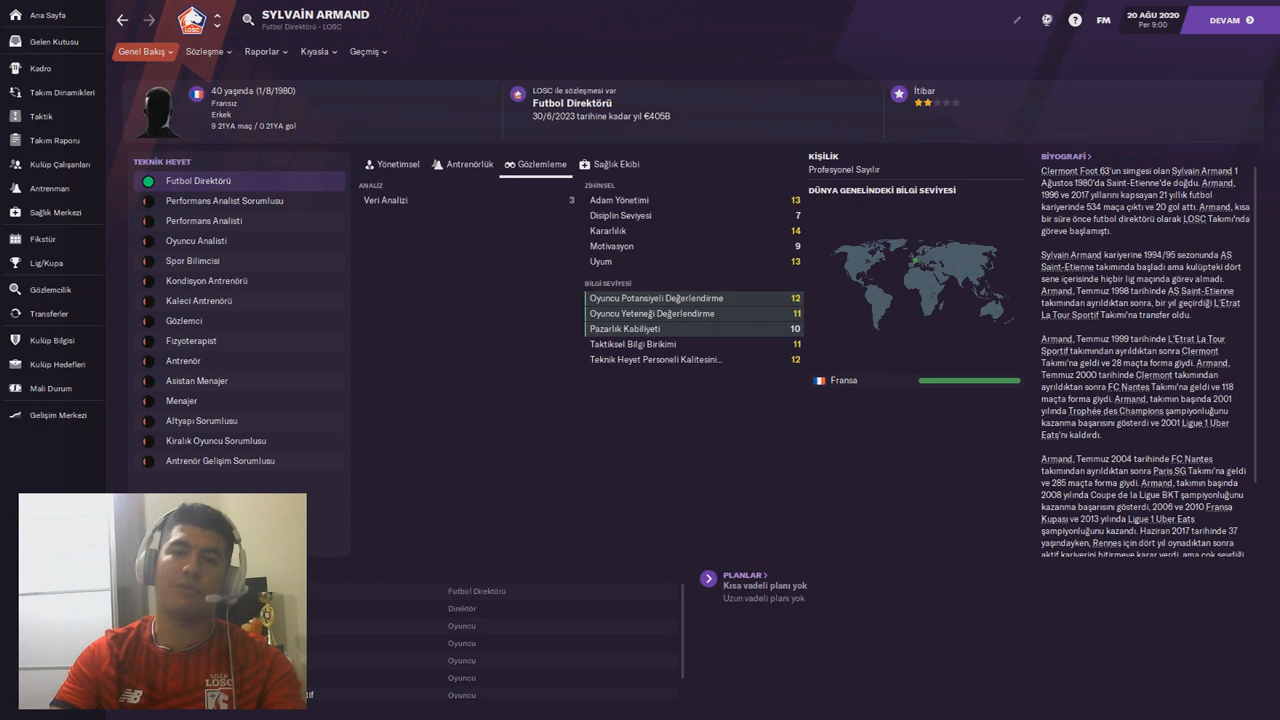 SYLVAİN ARMAND
Futbol Direktörü - LOSC
FM
20 AĞU 2020
Per 9:00
DEVAM
Genel Bakış
Sözleşme
Raporlar
Kıyasla
Geçmiş
Ana Sayfa
Gelen Kutusu
Kadro
Takım Dinamikleri
Taktik
Takım Raporu
Kulüp Çalışanları
Antrenman
Sağlık Merkezi
Fikstür
Lig/Kupa
Gözlemcilik
Transferler
Kulüp Bilgisi
Kulüp Hedefleri
Mali Durum
Gelişim Merkezi
40 yaşında (1/8/1980)
Fransız
Erkek
9 21YA maç / 0 21YA gol
LOSC ile sözleşmesi var
Futbol Direktörü
30/6/2023 tarihine kadar yıl €405B
İtibar
TEKNİK HEYET
Futbol Direktörü
Performans Analist Sorumlusu
Performans Analisti
Oyuncu Analisti
Spor Bilimcisi
Kondisyon Antrenörü
Kaleci Antrenörü
Gözlemci
Fizyoterapist
Antrenör
Asistan Menajer
Menajer
Altyapı Sorumlusu
Kiralık Oyuncu Sorumlusu
Antrenör Gelişim Sorumlusu
Yönetimsel
Antrenörlük
Gözlemleme
Sağlık Ekibi
ANALİZ
Veri Analizi 3
ZİHİNSEL
Adam Yönetimi 13
Disiplin Seviyesi 7
Kararlılık 14
Motivasyon 9
Uyum 13
BİLGİ SEVİYESİ
Oyuncu Potansiyeli Değerlendirme 12
Oyuncu Yeteneği Değerlendirme 11
Pazarlık Kabiliyeti 10
Taktiksel Bilgi Birikimi 11
Teknik Heyet Personeli Kalitesini... 12
KİŞİLİK
Profesyonel Sayılır
DÜNYA GENELİNDEKİ BİLGİ SEVİYESİ
Fransa
BİYOGRAFİ >
Clermont Foot 63'un simgesi olan Sylvain Armand 1
Ağustos 1980'da Saint-Etienne'de doğdu. Armand,
1996 ve 2017 yıllarını kapsayan 21 yıllık futbol
kariyerinde 534 maça çıktı ve 20 gol attı. Armand, kısa
bir süre önce futbol direktörü olarak LOSC Takımı'nda
göreve başlamıştı.
Sylvain Armand kariyerine 1994/95 sezonunda AS
Saint-Etienne takımında başladı ama kulüpteki dört
sene içerisinde hiçbir lig maçında görev almadı.
Armand, Temmuz 1998 tarihinde AS Saint-Etienne
takımından ayrıldıktan sonra, bir yıl geçirdiği L'Etrat
La Tour Sportif Takımı'na transfer oldu.
Armand, Temmuz 1999 tarihinde L'Etrat La Tour
Sportif takımından ayrıldıktan sonra Clermont
Takımı'na geldi ve 28 maçta forma giydi. Armand,
Temmuz 2000 tarihinde Clermont takımından
ayrıldıktan sonra FC Nantes Takımı'na geldi ve 118
maçta forma giydi. Armand, takımın başında 2001
yılında Trophée des Champions şampiyonluğunu
kazanma başarısını gösterdi ve 2001 Ligue 1 Uber
Eats'nı kaldırdı.
Armand, Temmuz 2004 tarihinde FC Nantes
takımından ayrıldıktan sonra Paris SG Takımı'na geldi
ve 285 maçta forma giydi. Armand, takımın başında
2008 yılında Coupe de la Ligue BKT şampiyonluğunu
kazanma başarısını gösterdi, 2006 ve 2010 Fransa
Kupası ve 2013 yılında Ligue 1 Uber Eats
şampiyonluğunu kazandı. Haziran 2017 tarihinde 37
yaşındayken, Rennes için dört yıl oynadıktan sonra
aktif kariyerini bitirmeye karar verdi, ama çok sevdiği
PLANLAR >
Kısa vadeli planı yok
Uzun vadeli planı yok
Futbol Direktörü
Direktör
Oyuncu
Oyuncu
Oyuncu
Oyuncu
tif Oyuncu
LOSC